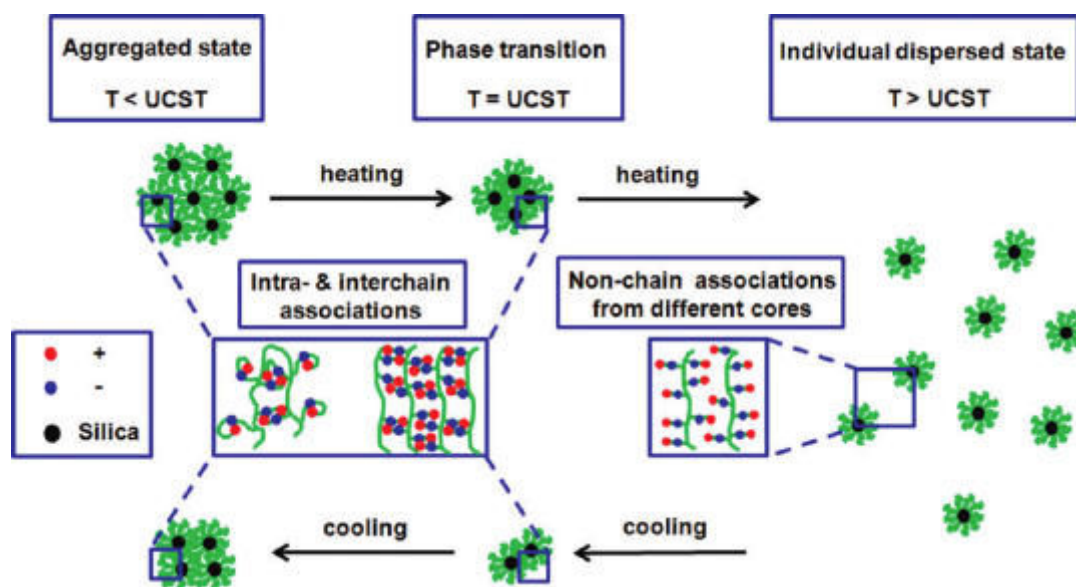 Aggregated state
T < UCST
Phase transition
T = UCST
Individual dispersed state
T > UCST
heating
heating
Intra- & interchain
associations
Non-chain associations
from different cores
+
-
Silica
cooling
cooling